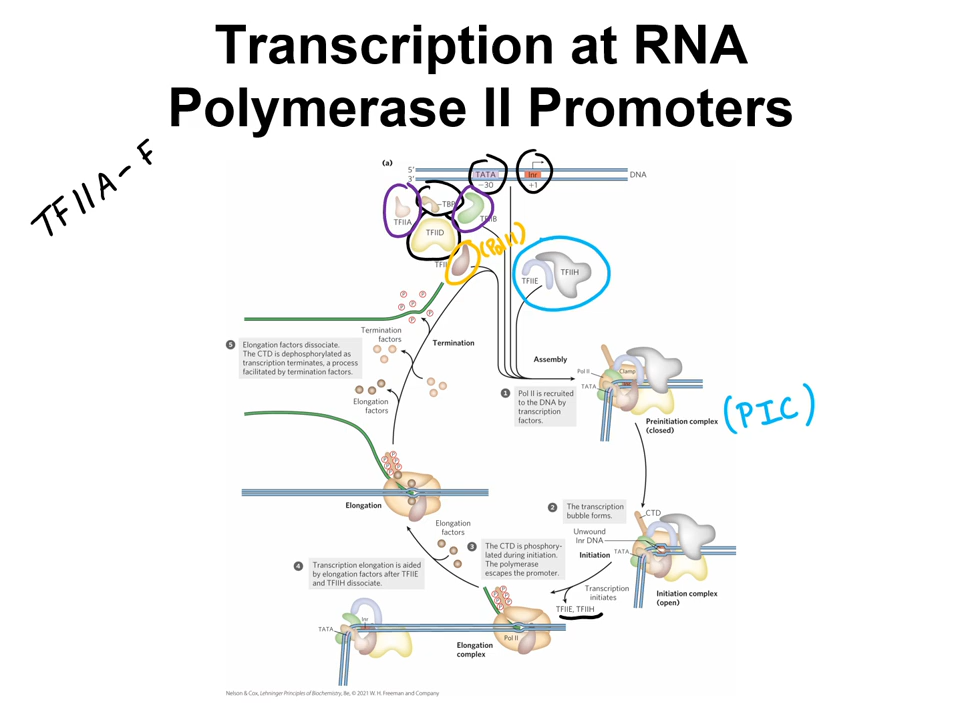 Transcription at RNA
Polymerase II Promoters
TFIIA-F
(a)
5'
3'
TATA
Inr
DNA
-30
+1
TBP
TFIIA
TFIIB
TFIID
(Pol II)
TFIIE
TFIIH
P P P P P P
Termination
factors
Termination
5 Elongation factors dissociate.
The CTD is dephosphorylated as
transcription terminates, a process
facilitated by termination factors.
Elongation
factors
Assembly
1 Pol II is recruited
to the DNA by
transcription
factors.
Pol II
Clamp
TATA
Preinitiation complex
(closed)
(PIC)
Elongation
2 The transcription
bubble forms.
CTD
Unwound
Inr DNA
Initiation
TATA
Initiation complex
(open)
Elongation
factors
3 The CTD is phosphory-
lated during initiation.
The polymerase
escapes the promoter.
4 Transcription elongation is aided
by elongation factors after TFIIE
and TFIIH dissociate.
Transcription
initiates
TFIIE, TFIIH
Inr
TATA
Pol II
Elongation
complex
Nelson & Cox, Lehninger Principles of Biochemistry, 8e, © 2021 W. H. Freeman and Company